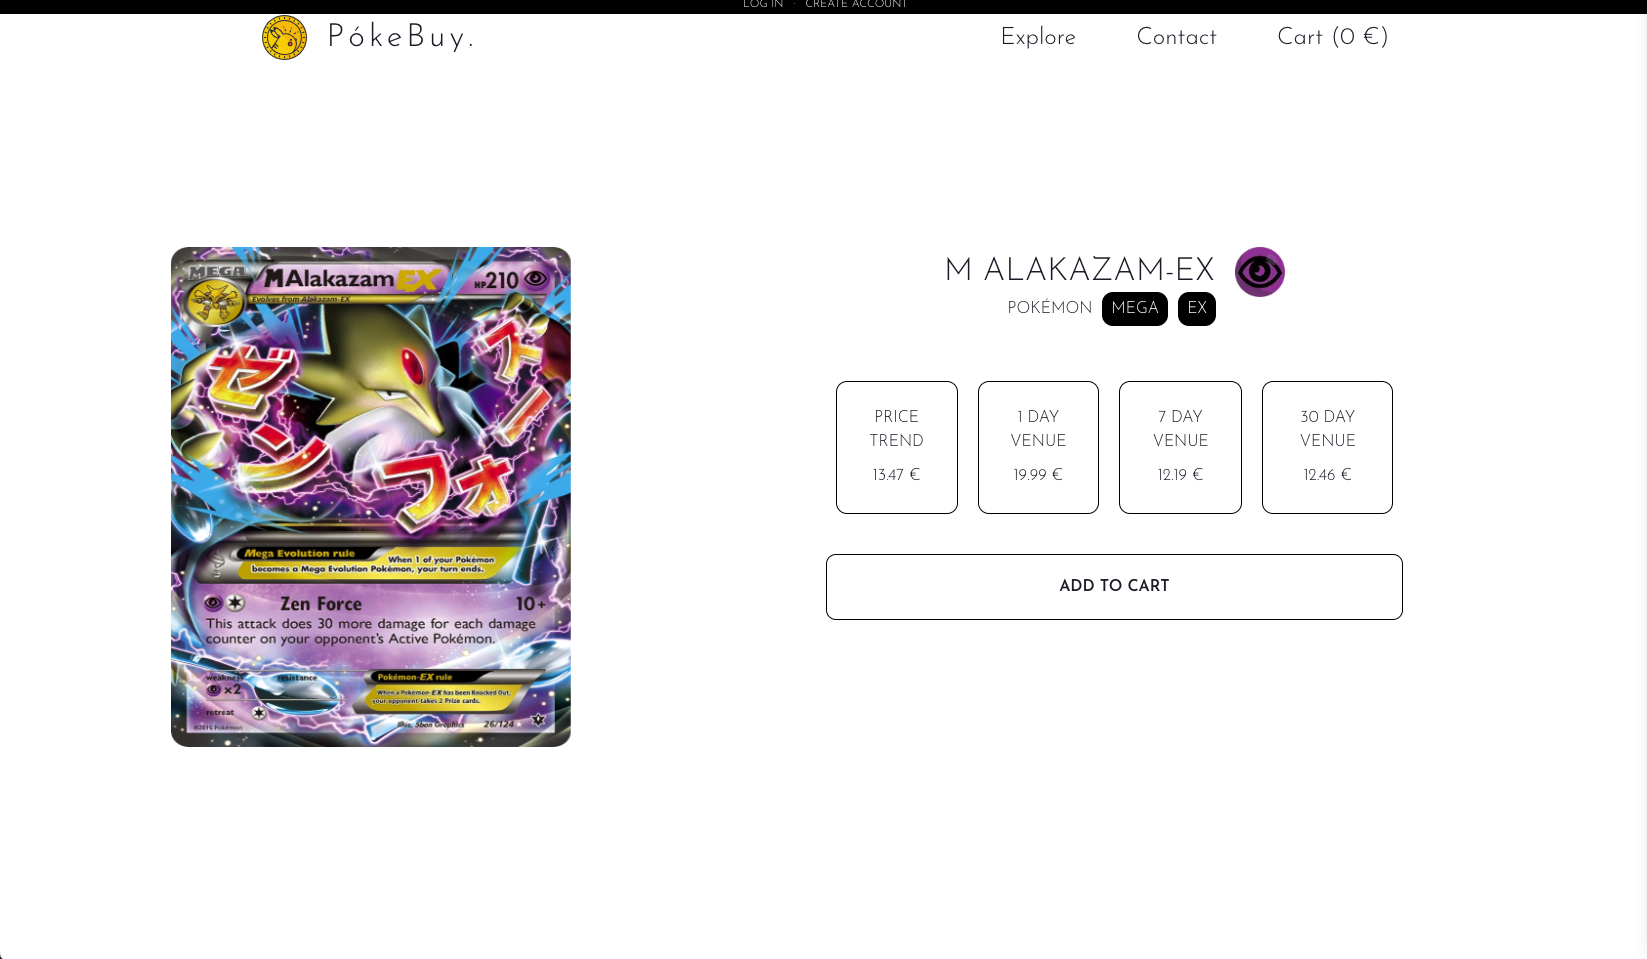 LOG IN · CREATE ACCOUNT
PókeBuy.
Explore
Contact
Cart (0 €)
MEGA
M Alakazam EX
HP 210
Evolves from Alakazam-EX
ゼンフォース
Mega Evolution rule
When 1 of your Pokémon
becomes a Mega Evolution Pokémon, your turn ends.
Zen Force 10+
This attack does 30 more damage for each damage
counter on your opponent's Active Pokémon.
weakness
resistance
×2
retreat
Pokémon-EX rule
When a Pokémon-EX has been Knocked Out,
your opponent takes 2 Prize cards.
©2016 Pokémon
Illus. 5ban Graphics
26/124
M ALAKAZAM-EX
POKÉMON MEGA EX
PRICE
TREND
13.47 €
1 DAY
VENUE
19.99 €
7 DAY
VENUE
12.19 €
30 DAY
VENUE
12.46 €
ADD TO CART